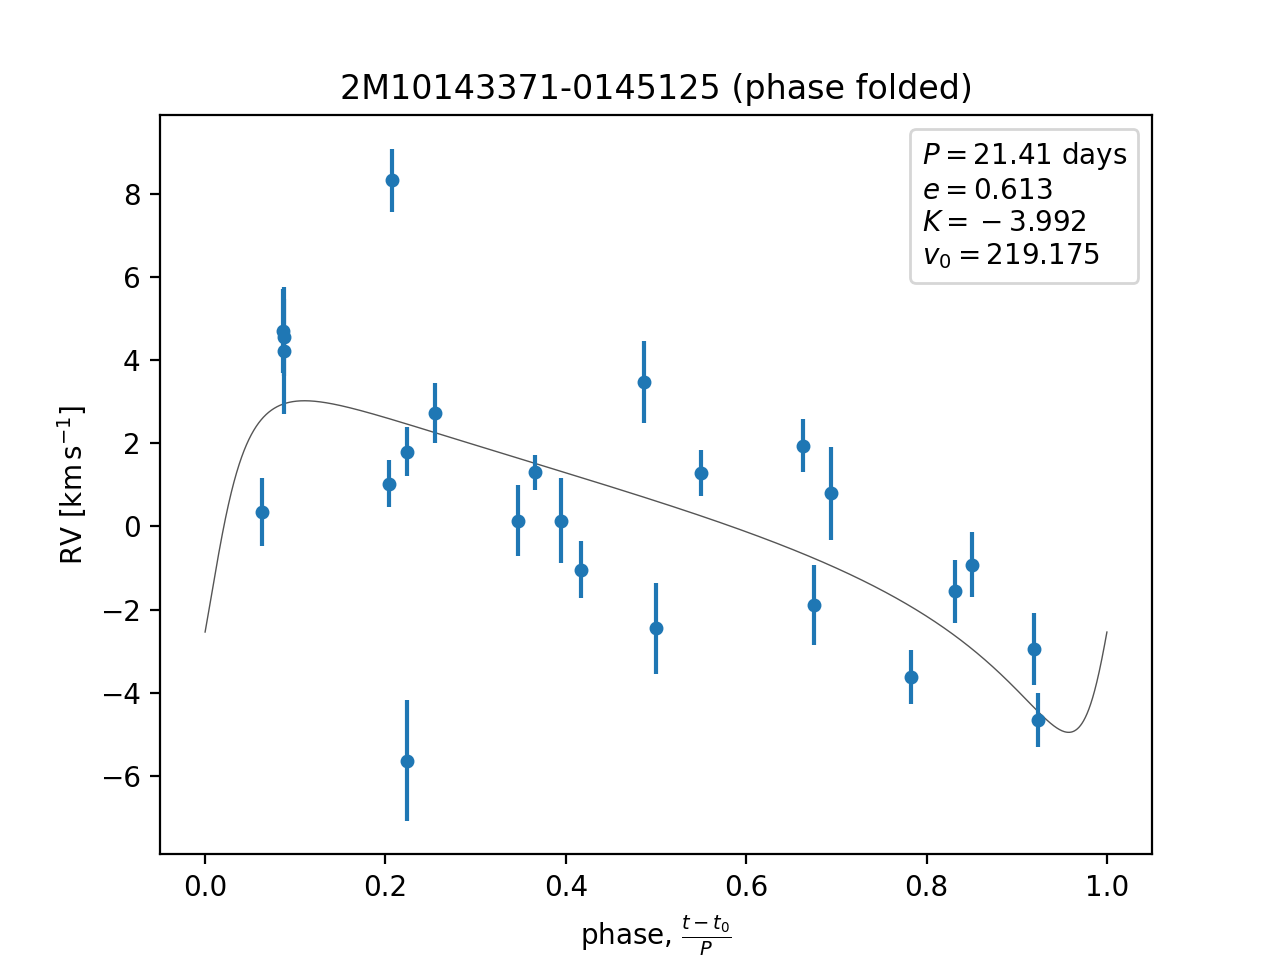 2M10143371-0145125 (phase folded)
P = 21.41 days
e = 0.613
K = −3.992
v₀ = 219.175
RV [km s⁻¹]
8
6
4
2
0
−2
−4
−6
0.0 0.2 0.4 0.6 0.8 1.0
phase, (t − t₀)/P